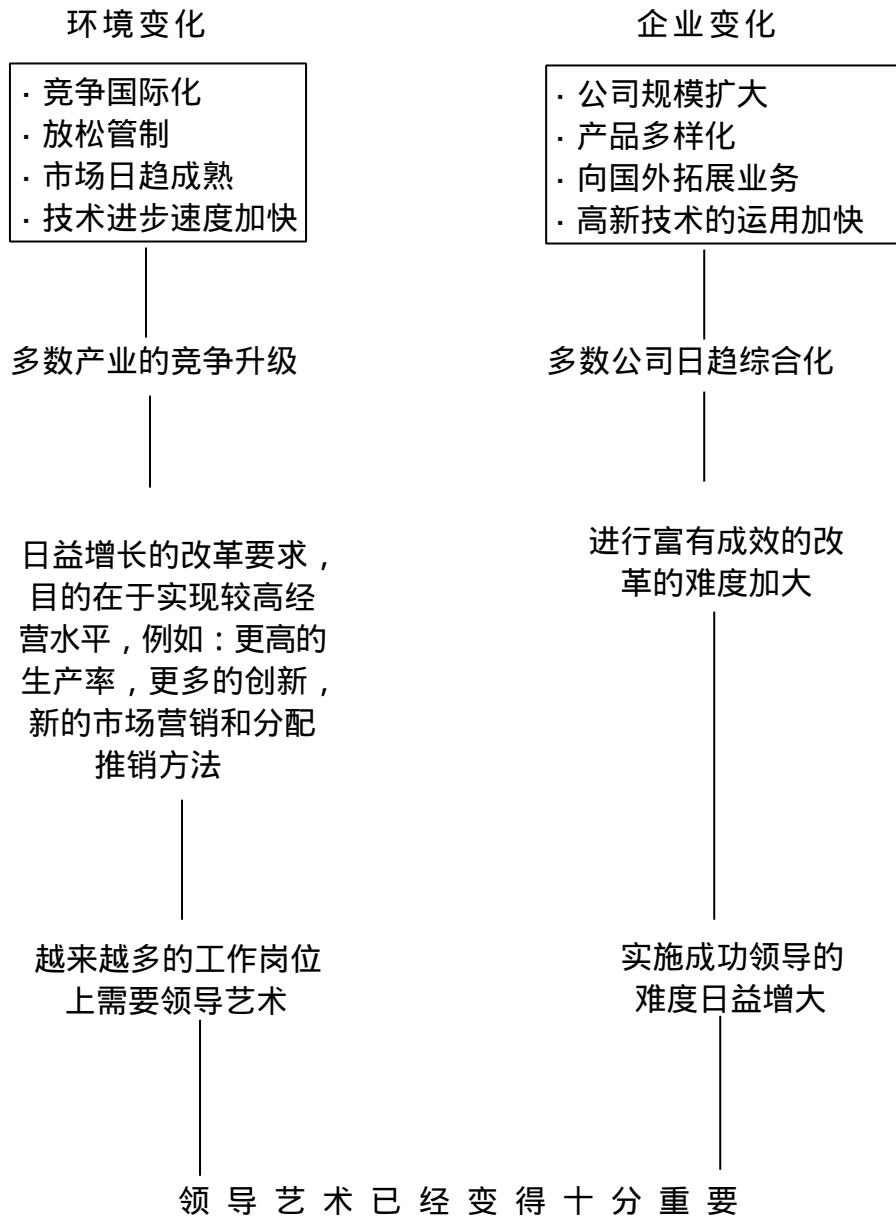 环境变化
· 竞争国际化
· 放松管制
· 市场日趋成熟
· 技术进步速度加快
多数产业的竞争升级
日益增长的改革要求，
目的在于实现较高经
营水平，例如：更高的
生产率，更多的创新，
新的市场营销和分配
推销方法
越来越多的工作岗位
上需要领导艺术
企业变化
· 公司规模扩大
· 产品多样化
· 向国外拓展业务
· 高新技术的运用加快
多数公司日趋综合化
进行富有成效的改
革的难度加大
实施成功领导的
难度日益增大
领导艺术已经变得十分重要